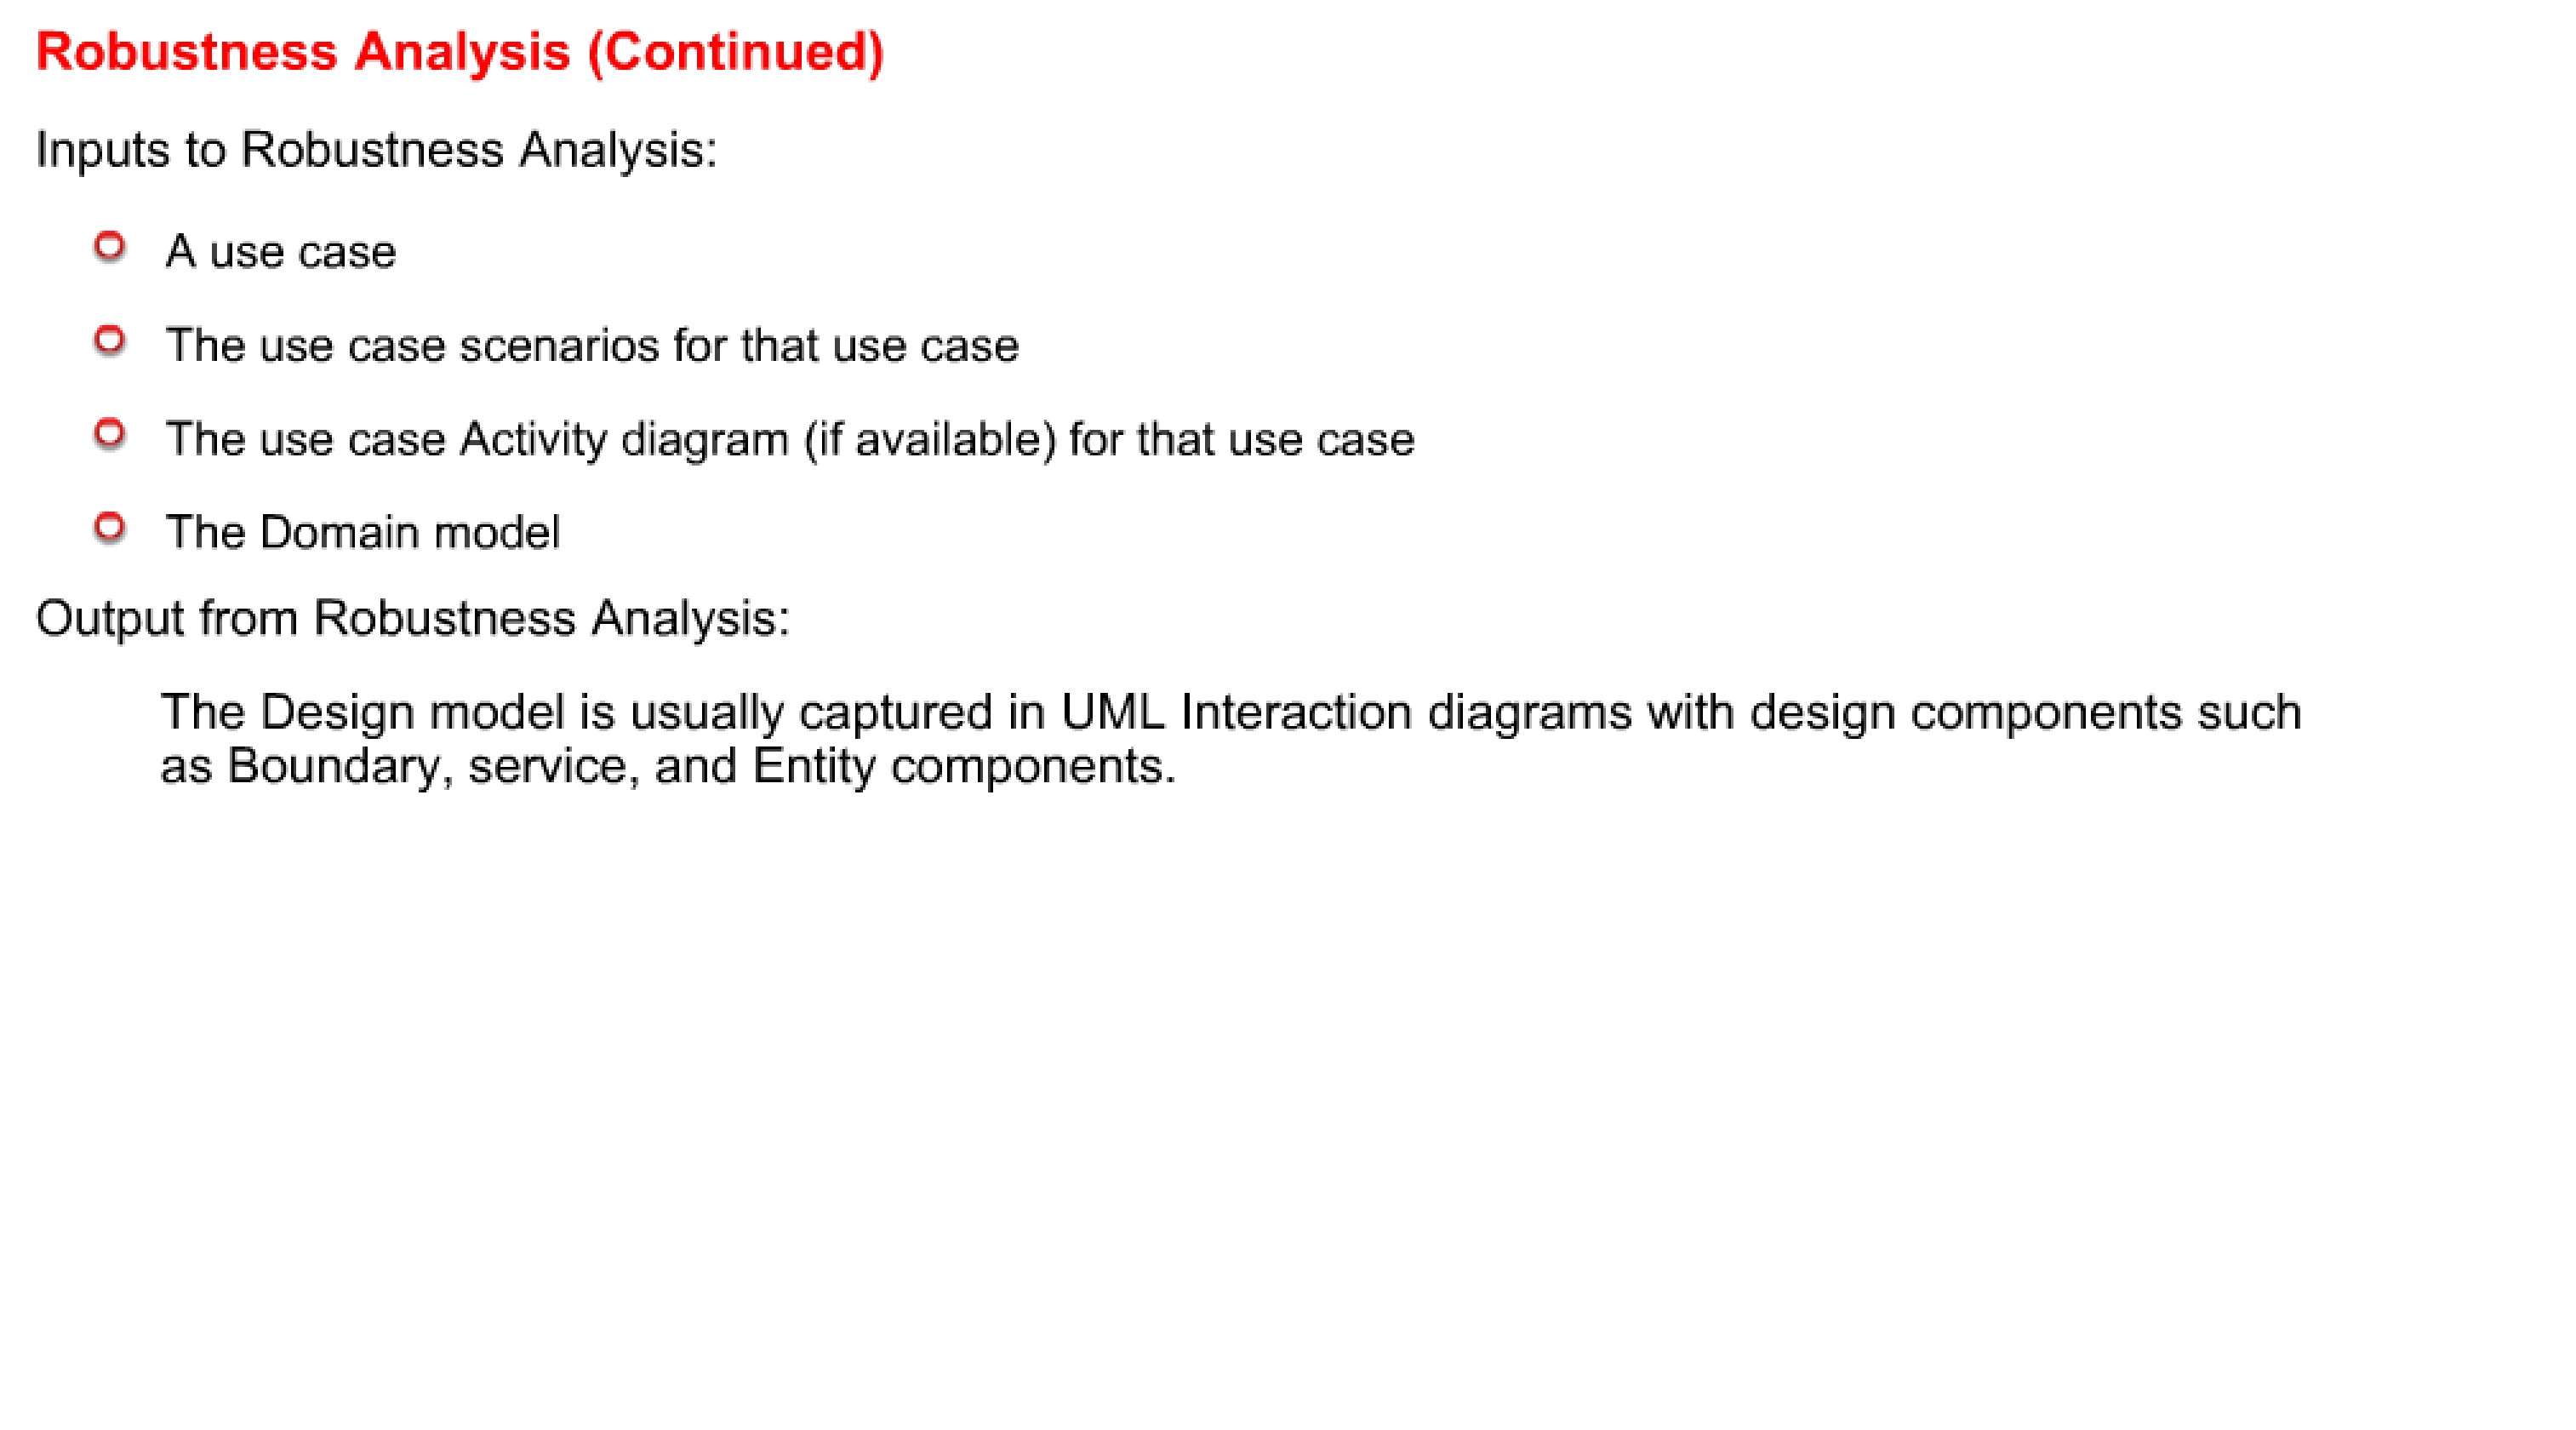 Robustness Analysis (Continued)
Inputs to Robustness Analysis:
A use case
The use case scenarios for that use case
The use case Activity diagram (if available) for that use case
The Domain model
Output from Robustness Analysis:
The Design model is usually captured in UML Interaction diagrams with design components such
as Boundary, service, and Entity components.